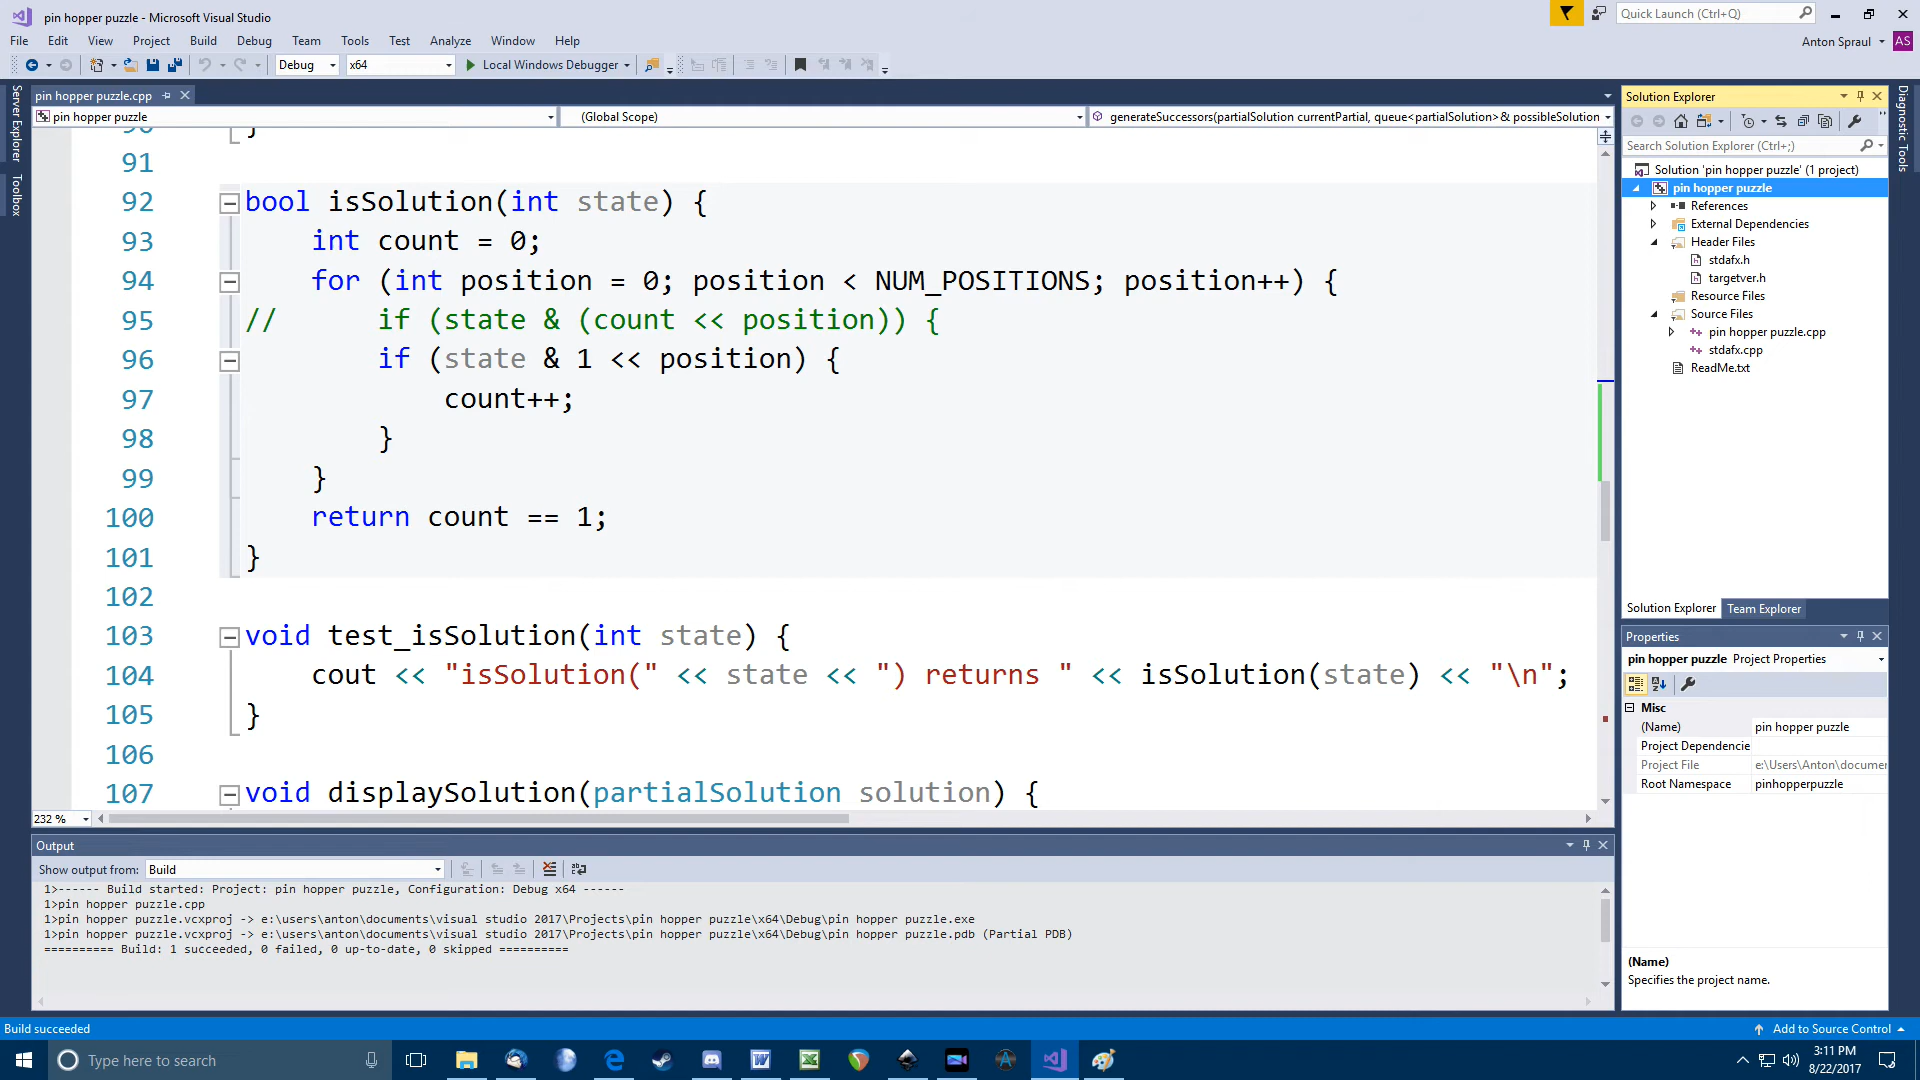 pin hopper puzzle - Microsoft Visual Studio
Quick Launch (Ctrl+Q)
File Edit View Project Build Debug Team Tools Test Analyze Window Help
Anton Spraul AS
Debug x64 Local Windows Debugger
Server Explorer
Toolbox
Diagnostic Tools
pin hopper puzzle.cpp
pin hopper puzzle (Global Scope) generateSuccessors(partialSolution currentPartial, queue<partialSolution>& possibleSolution
90 }
91
92 bool isSolution(int state) {
93 int count = 0;
94 for (int position = 0; position < NUM_POSITIONS; position++) {
95 // if (state & (count << position)) {
96 if (state & 1 << position) {
97 count++;
98 }
99 }
100 return count == 1;
101 }
102
103 void test_isSolution(int state) {
104 cout << "isSolution(" << state << ") returns " << isSolution(state) << "\n";
105 }
106
107 void displaySolution(partialSolution solution) {
232 %
Output
Show output from: Build
1>------ Build started: Project: pin hopper puzzle, Configuration: Debug x64 ------
1>pin hopper puzzle.cpp
1>pin hopper puzzle.vcxproj -> e:\users\anton\documents\visual studio 2017\Projects\pin hopper puzzle\x64\Debug\pin hopper puzzle.exe
1>pin hopper puzzle.vcxproj -> e:\users\anton\documents\visual studio 2017\Projects\pin hopper puzzle\x64\Debug\pin hopper puzzle.pdb (Partial PDB)
========== Build: 1 succeeded, 0 failed, 0 up-to-date, 0 skipped ==========
Solution Explorer
Search Solution Explorer (Ctrl+;)
Solution 'pin hopper puzzle' (1 project)
pin hopper puzzle
References
External Dependencies
Header Files
stdafx.h
targetver.h
Resource Files
Source Files
pin hopper puzzle.cpp
stdafx.cpp
ReadMe.txt
Solution Explorer Team Explorer
Properties
pin hopper puzzle Project Properties
Misc
(Name) pin hopper puzzle
Project Dependencie
Project File e:\Users\Anton\documen
Root Namespace pinhopperpuzzle
(Name)
Specifies the project name.
Build succeeded
Add to Source Control
Type here to search
3:11 PM
8/22/2017